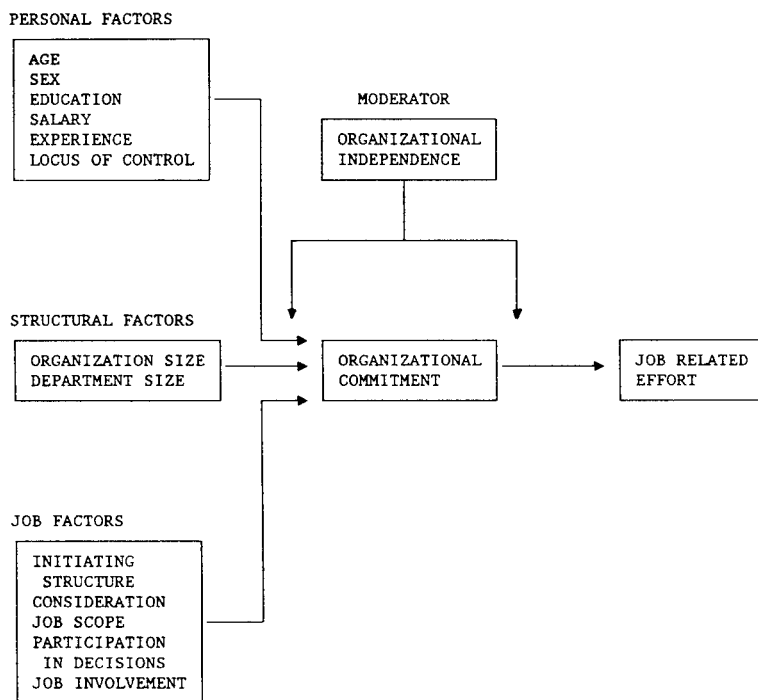 PERSONAL FACTORS
AGE
SEX
EDUCATION
SALARY
EXPERIENCE
LOCUS OF CONTROL
MODERATOR
ORGANIZATIONAL
INDEPENDENCE
STRUCTURAL FACTORS
ORGANIZATION SIZE
DEPARTMENT SIZE
ORGANIZATIONAL
COMMITMENT
JOB RELATED
EFFORT
JOB FACTORS
INITIATING
STRUCTURE
CONSIDERATION
JOB SCOPE
PARTICIPATION
IN DECISIONS
JOB INVOLVEMENT